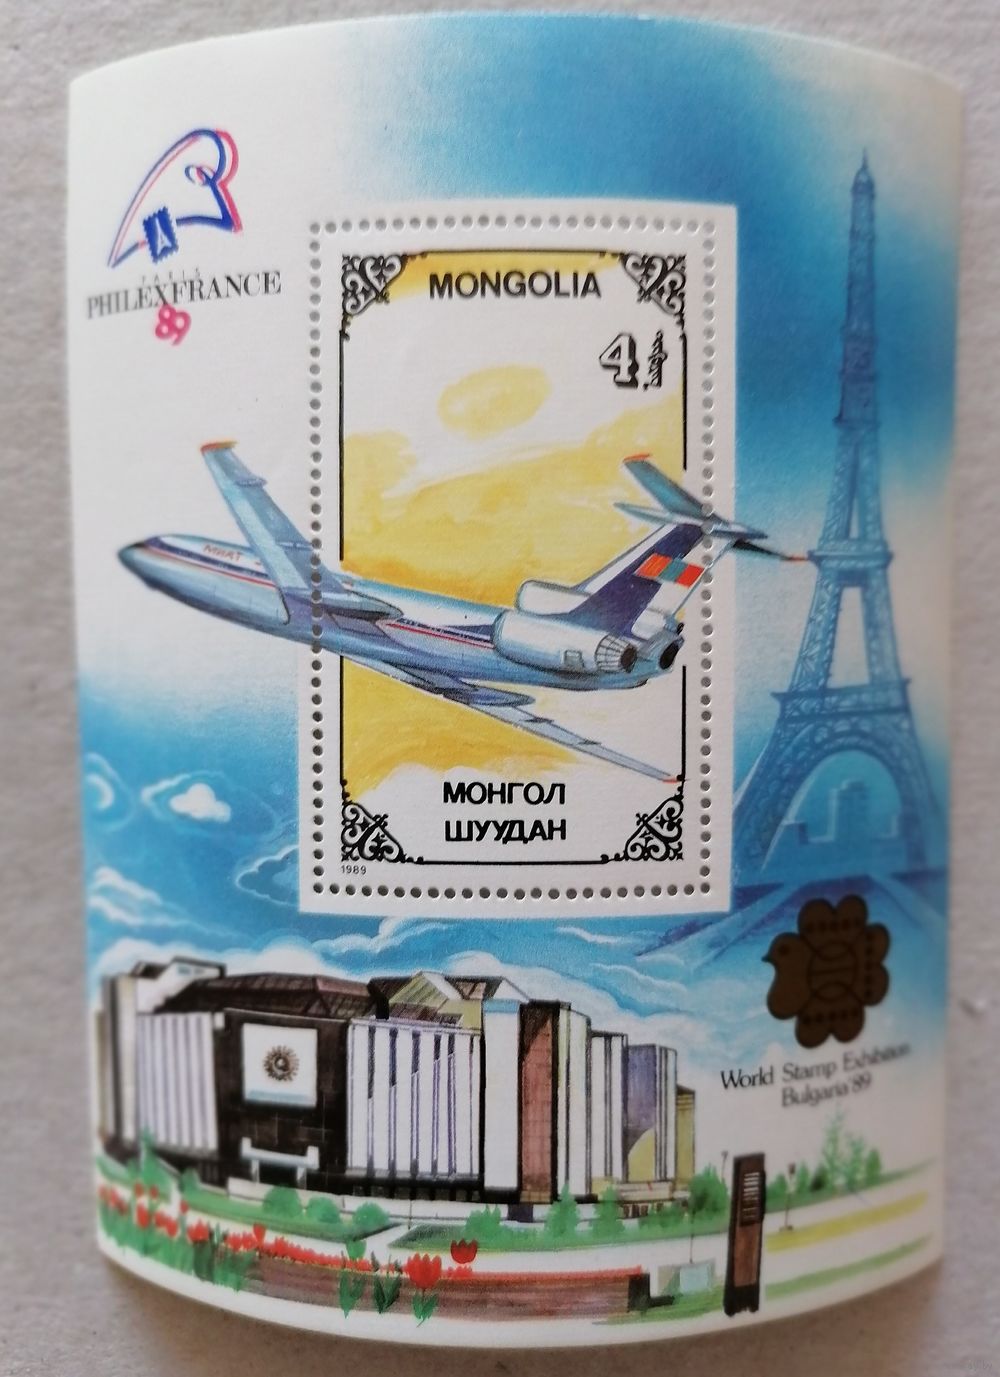 PARIS
PHILEXFRANCE
89
MONGOLIA
4
МИАТ
МОНГОЛ
ШУУДАН
1989
World Stamp Exhibition
Bulgaria'89